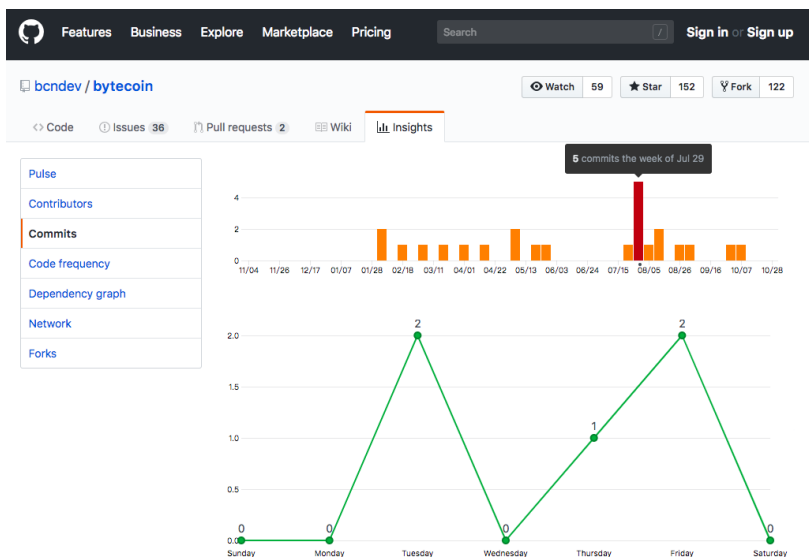 Features Business Explore Marketplace Pricing Search / Sign in or Sign up
bcndev / bytecoin Watch 59 Star 152 Fork 122
Code Issues 36 Pull requests 2 Wiki Insights
Pulse
Contributors
Commits
Code frequency
Dependency graph
Network
Forks
5 commits the week of Jul 29
4
2
0
11/04 11/26 12/17 01/07 01/28 02/18 03/11 04/01 04/22 05/13 06/03 06/24 07/15 08/05 08/26 09/16 10/07 10/28
2 2
2.0
1.5
1
1.0
0.5
0 0 0 0
0.0
Sunday Monday Tuesday Wednesday Thursday Friday Saturday